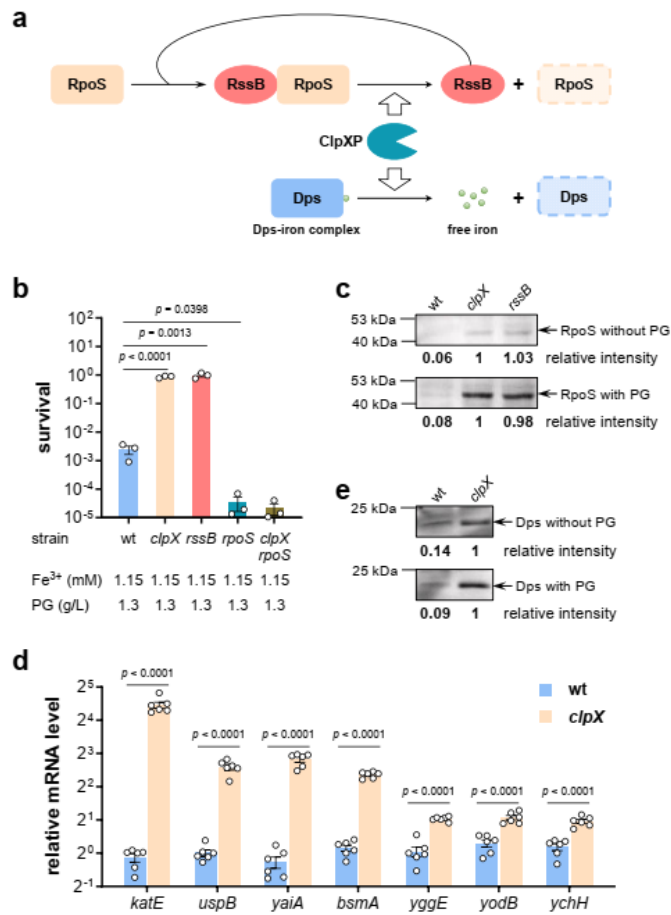 a
RpoS
RssB
RpoS
RssB
+
RpoS
ClpXP
Dps
+
Dps
Dps-iron complex
free iron
b
survival
10²
10¹
10⁰
10⁻¹
10⁻²
10⁻³
10⁻⁴
10⁻⁵
p = 0.0398
p = 0.0013
p < 0.0001
strain
wt
clpX
rssB
rpoS
clpX
rpoS
Fe³⁺ (mM) 1.15 1.15 1.15 1.15 1.15
PG (g/L) 1.3 1.3 1.3 1.3 1.3
c
wt clpX rssB
53 kDa
40 kDa
RpoS without PG
0.06 1 1.03 relative intensity
53 kDa
40 kDa
RpoS with PG
0.08 1 0.98 relative intensity
e
wt clpX
25 kDa
Dps without PG
0.14 1 relative intensity
25 kDa
Dps with PG
0.09 1 relative intensity
d
relative mRNA level
2⁵
2⁴
2³
2²
2¹
2⁰
2⁻¹
p < 0.0001
p < 0.0001
p < 0.0001
p < 0.0001
p < 0.0001
p < 0.0001
p < 0.0001
wt
clpX
katE uspB yaiA bsmA yggE yodB ychH